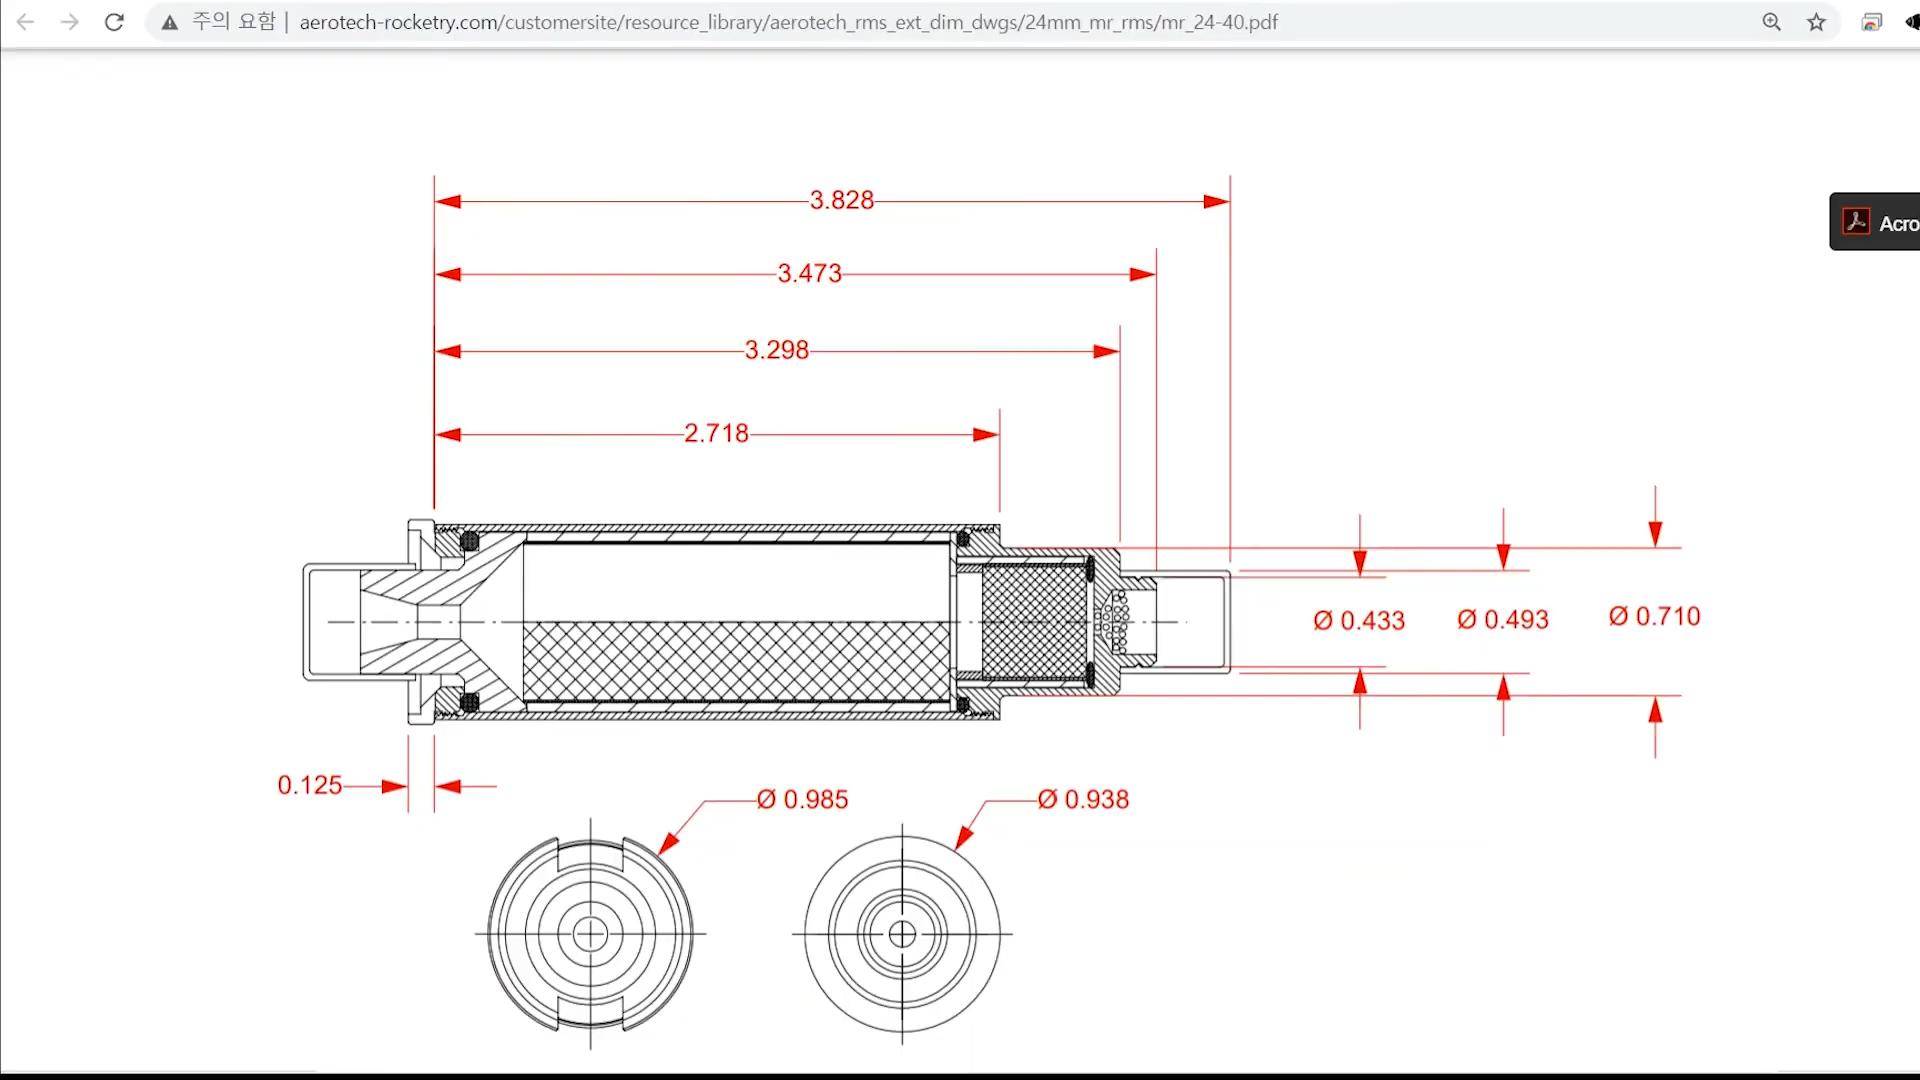 주의 요함 | aerotech-rocketry.com/customersite/resource_library/aerotech_rms_ext_dim_dwgs/24mm_mr_rms/mr_24-40.pdf
Acro
3.828
3.473
3.298
2.718
Ø 0.433
Ø 0.493
Ø 0.710
0.125
Ø 0.985
Ø 0.938